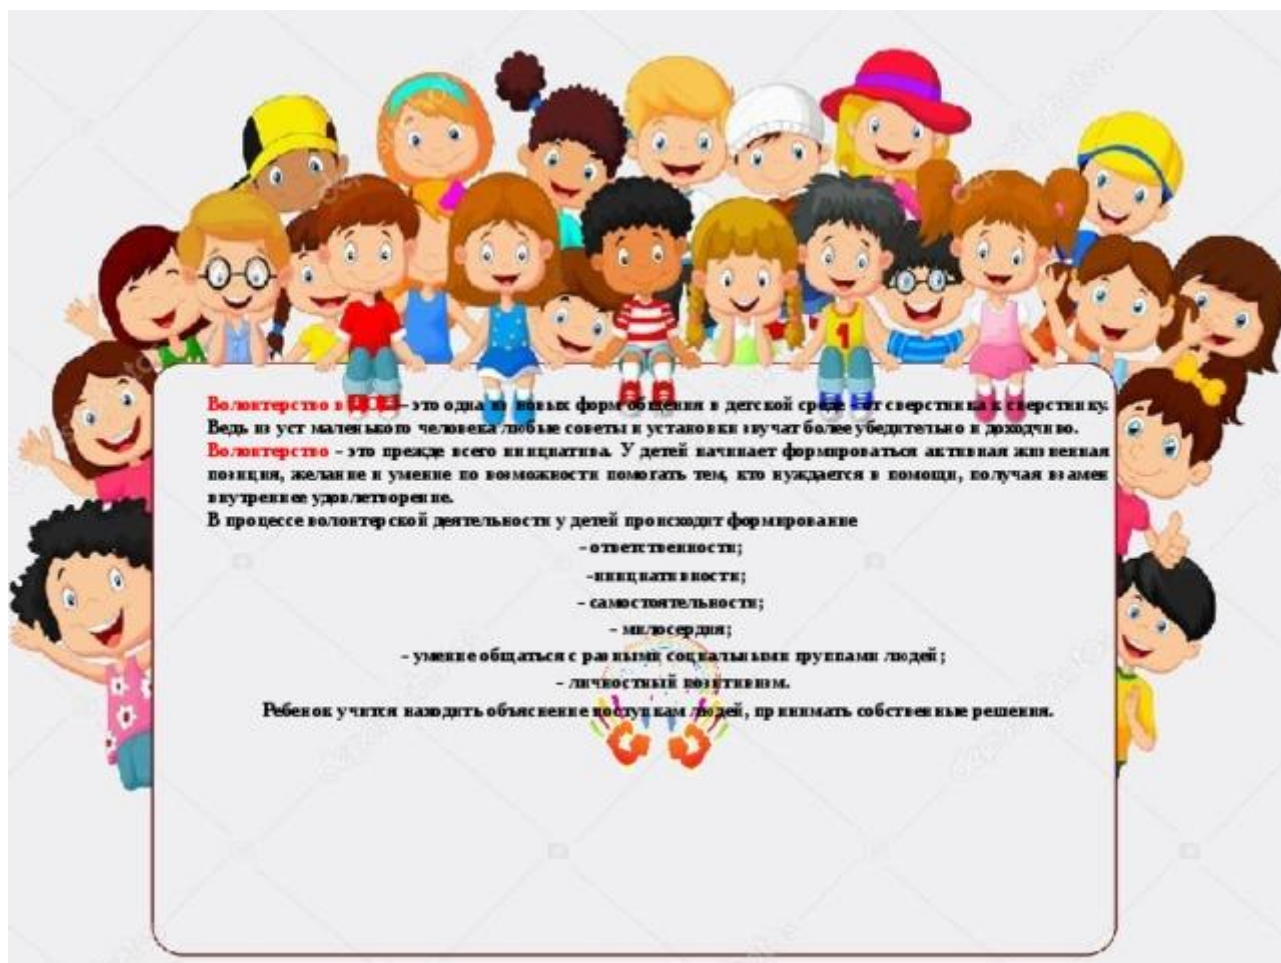 Волонтерство в – это одна из новых форм общения в детской среде – от сверстника к сверстнику.
Ведь из уст маленького человека любые советы и установки звучат более убедительно и доходчиво.
Волонтерство – это прежде всего инициатива. У детей начинает формироваться активная жизненная
позиция, желание и умение по возможности помогать тем, кто нуждается в помощи, получая взамен
внутреннее удовлетворение.
В процессе волонтерской деятельности у детей происходит формирование
– ответственности;
-инициативности;
– самостоятельности;
– милосердия;
– умение общаться с разными социальными группами людей;
– личностный позитивизм.
Ребенок учится находить объяснение поступкам людей, принимать собственные решения.